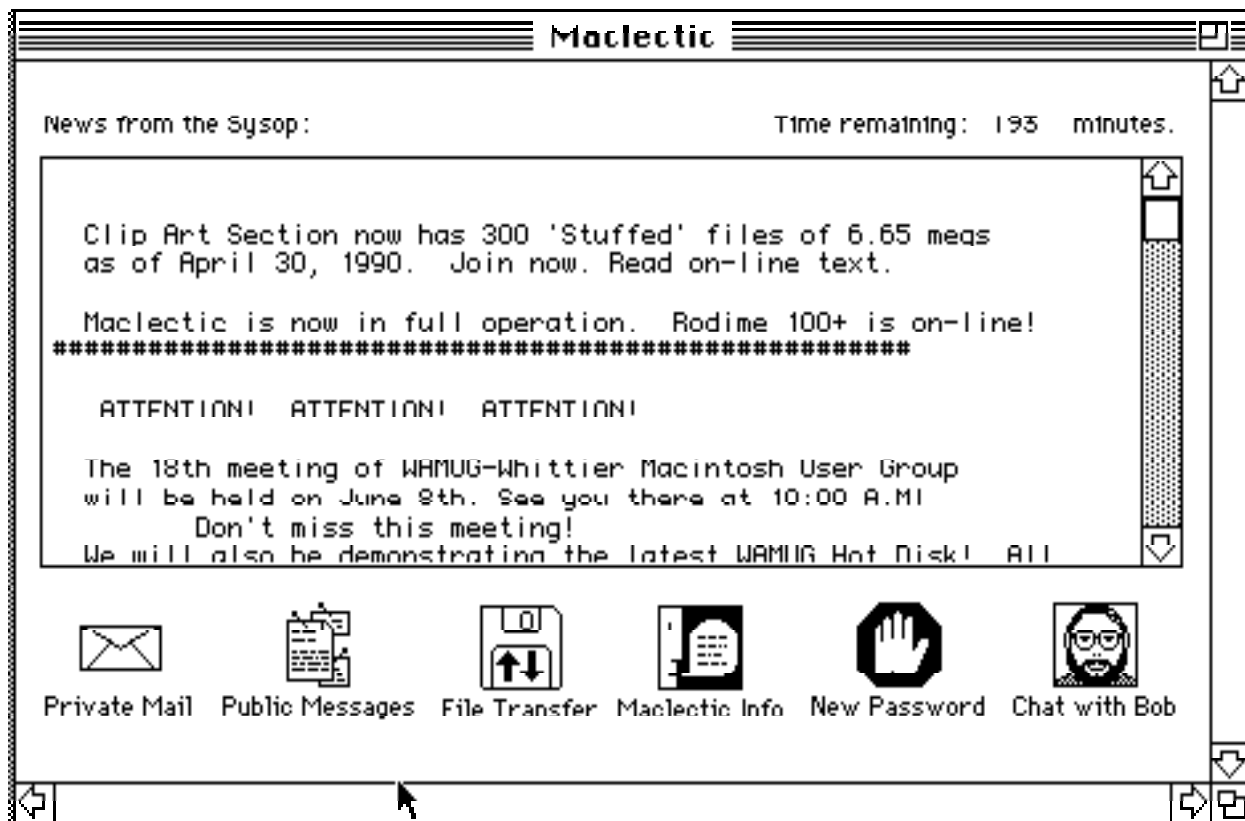 Maclectic
News from the Sysop:
Time remaining: 193 minutes.
Clip Art Section now has 300 'Stuffed' files of 6.65 megs
as of April 30, 1990. Join now. Read on-line text.
Maclectic is now in full operation. Rodime 100+ is on-line!
######################################################
ATTENTION! ATTENTION! ATTENTION!
The 18th meeting of WAMUG-Whittier Macintosh User Group
will be held on June 9th. See you there at 10:00 A.M!
Don't miss this meeting!
We will also be demonstrating the latest WAMUG Hot Disk! All
Private Mail
Public Messages
File Transfer
Maclectic Info
New Password
Chat with Bob